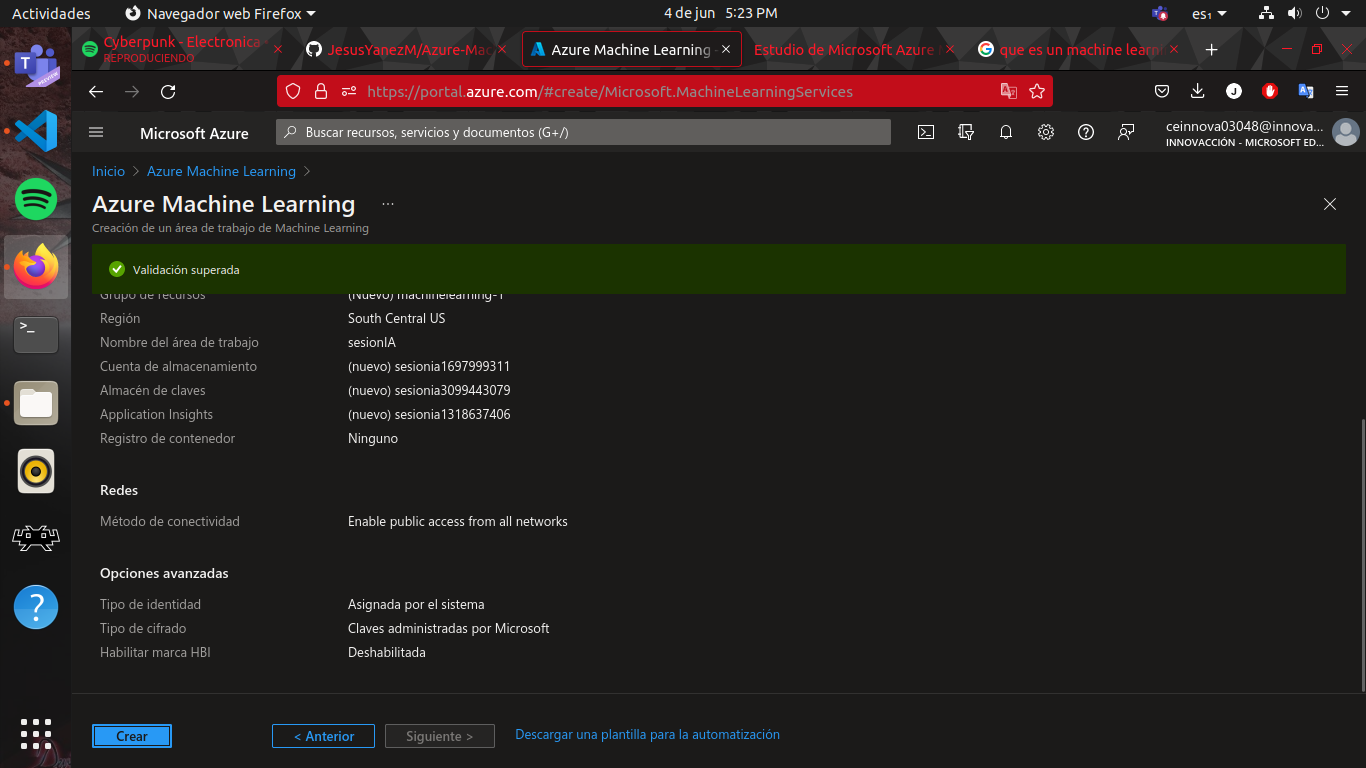 Actividades
Navegador web Firefox
4 de jun 5:23 PM
es₁
Cyberpunk - Electronica
REPRODUCIENDO
JesusYanezM/Azure-Mac
Azure Machine Learning -
Estudio de Microsoft Azure
que es un machine learni
https://portal.azure.com/#create/Microsoft.MachineLearningServices
Microsoft Azure
Buscar recursos, servicios y documentos (G+/)
ceinnova03048@innova...
INNOVACCIÓN - MICROSOFT ED...
Inicio > Azure Machine Learning >
Azure Machine Learning ...
Creación de un área de trabajo de Machine Learning
Validación superada
Grupo de recursos (Nuevo) machinelearning-1
Región South Central US
Nombre del área de trabajo sesionIA
Cuenta de almacenamiento (nuevo) sesionia1697999311
Almacén de claves (nuevo) sesionia3099443079
Application Insights (nuevo) sesionia1318637406
Registro de contenedor Ninguno
Redes
Método de conectividad Enable public access from all networks
Opciones avanzadas
Tipo de identidad Asignada por el sistema
Tipo de cifrado Claves administradas por Microsoft
Habilitar marca HBI Deshabilitada
Crear < Anterior Siguiente > Descargar una plantilla para la automatización